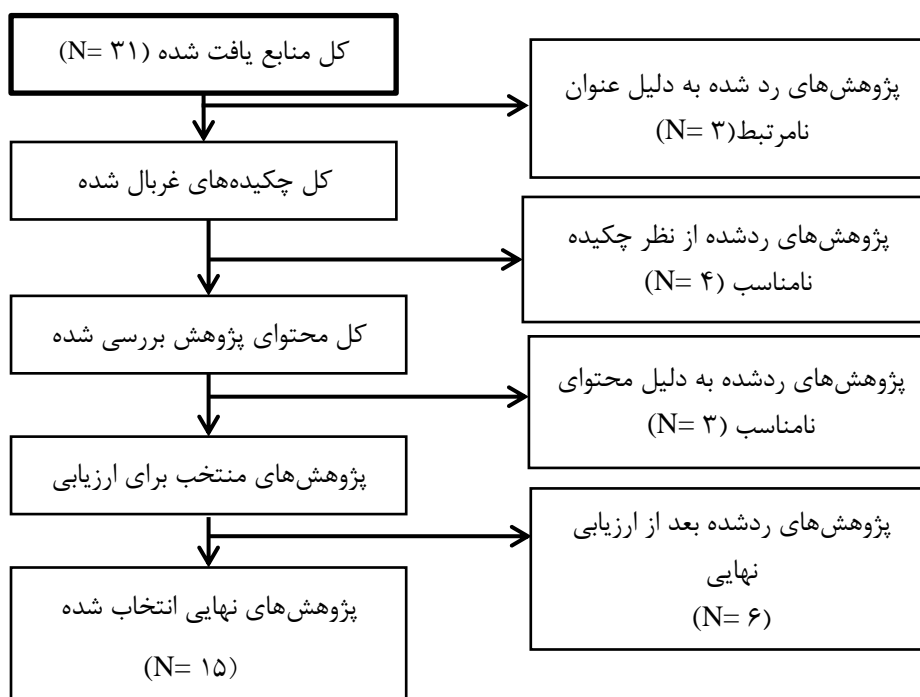 کل منابع یافت شده (N= ۳۱)
پژوهش‌های رد شده به دلیل عنوان
نامرتبط(N= ۳)
کل چکیده‌های غربال شده
پژوهش‌های ردشده از نظر چکیده
نامناسب (N= ۴)
کل محتوای پژوهش بررسی شده
پژوهش‌های ردشده به دلیل محتوای
نامناسب (N= ۳)
پژوهش‌های منتخب برای ارزیابی
پژوهش‌های ردشده بعد از ارزیابی
نهایی
(N= ۶)
پژوهش‌های نهایی انتخاب شده
(N= ۱۵)